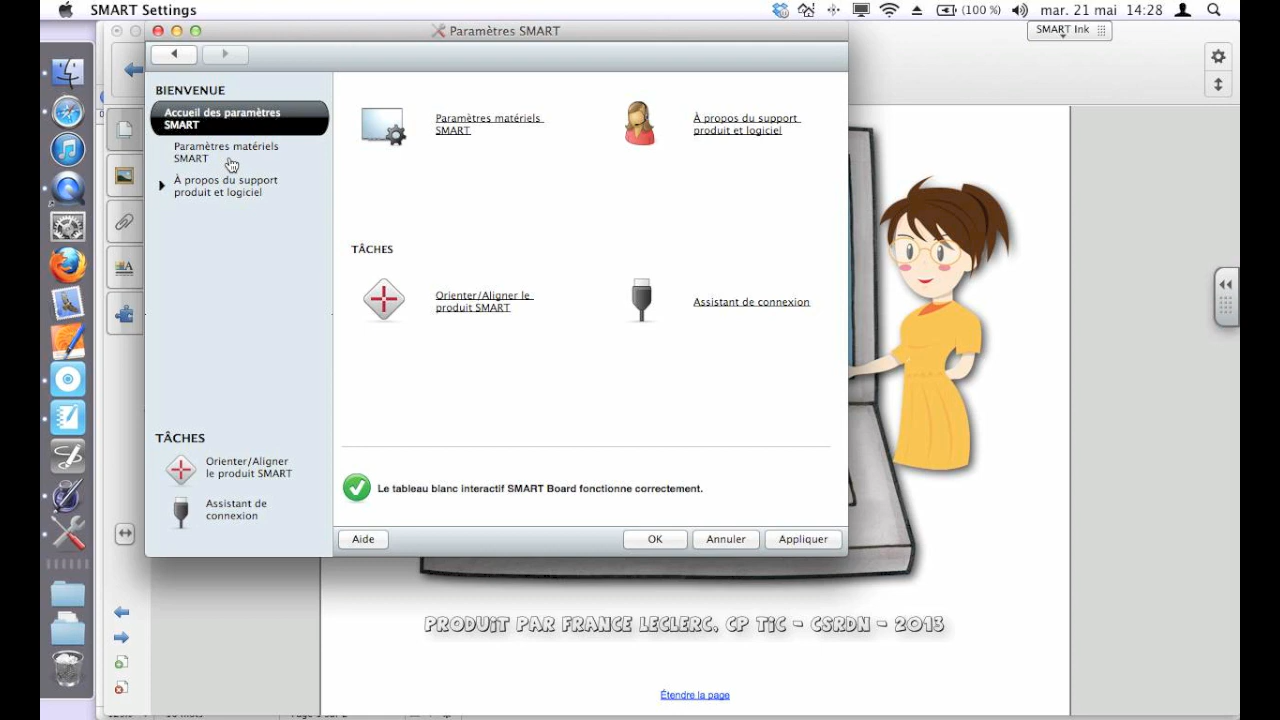 SMART Settings
(100 %)
mar. 21 mai 14:28
Paramètres SMART
SMART Ink
BIENVENUE
Accueil des paramètres
SMART
Paramètres matériels
SMART
À propos du support
produit et logiciel
Paramètres matériels
SMART
À propos du support
produit et logiciel
TÂCHES
Orienter/Aligner le
produit SMART
Assistant de connexion
TÂCHES
Orienter/Aligner
le produit SMART
Assistant de
connexion
Le tableau blanc interactif SMART Board fonctionne correctement.
Aide
OK
Annuler
Appliquer
PRODUIT PAR FRANCE LECLERC, CP TIC - CSRDN - 2013
Étendre la page